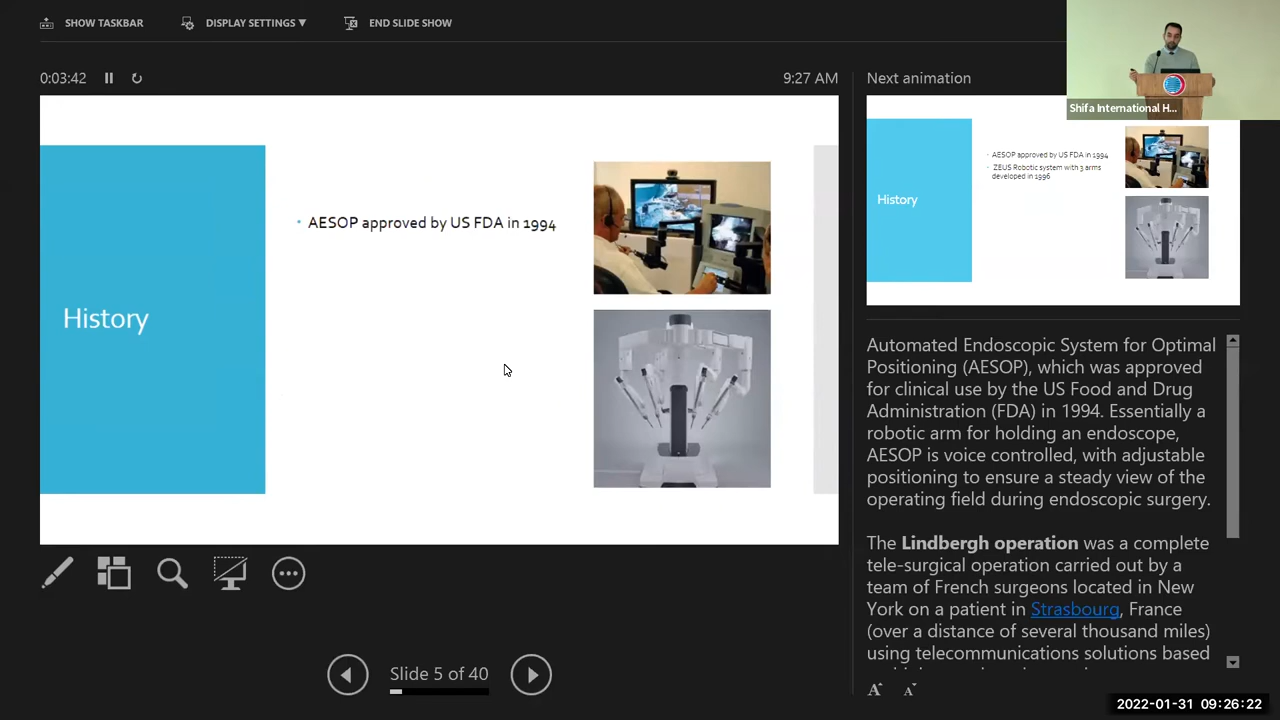 SHOW TASKBAR
DISPLAY SETTINGS ▼
END SLIDE SHOW
0:03:42
9:27 AM
History
• AESOP approved by US FDA in 1994
Slide 5 of 40
Next animation
Shifa International H...
History
• AESOP approved by US FDA in 1994
• ZEUS Robotic system with 3 arms
developed in 1996
Automated Endoscopic System for Optimal
Positioning (AESOP), which was approved
for clinical use by the US Food and Drug
Administration (FDA) in 1994. Essentially a
robotic arm for holding an endoscope,
AESOP is voice controlled, with adjustable
positioning to ensure a steady view of the
operating field during endoscopic surgery.
The Lindbergh operation was a complete
tele-surgical operation carried out by a
team of French surgeons located in New
York on a patient in Strasbourg, France
(over a distance of several thousand miles)
using telecommunications solutions based
A A
2022-01-31 09:26:22